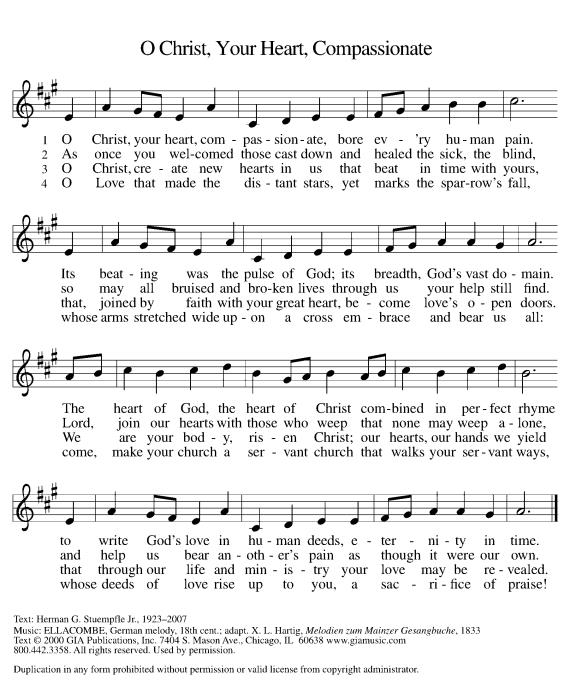 O Christ, Your Heart, Compassionate
1 O Christ, your heart, com - pas - sion - ate, bore ev - 'ry hu - man pain.
2 As once you wel - comed those cast down and healed the sick, the blind,
3 O Christ, cre - ate new hearts in us that beat in time with yours,
4 O Love that made the dis - tant stars, yet marks the spar - row's fall,
Its beat - ing was the pulse of God; its breadth, God's vast do - main.
so may all bruised and bro - ken lives through us your help still find.
that, joined by faith with your great heart, be - come love's o - pen doors.
whose arms stretched wide up - on a cross em - brace and bear us all:
The heart of God, the heart of Christ com - bined in per - fect rhyme
Lord, join our hearts with those who weep that none may weep a - lone,
We are your bod - y, ris - en Christ; our hearts, our hands we yield
come, make your church a ser - vant church that walks your ser - vant ways,
to write God's love in hu - man deeds, e - ter - ni - ty in time.
and help us bear an - oth - er's pain as though it were our own.
that through our life and min - is - try your love may be re - vealed.
whose deeds of love rise up to you, a sac - ri - fice of praise!
Text: Herman G. Stuempfle Jr., 1923–2007
Music: ELLACOMBE, German melody, 18th cent.; adapt. X. L. Hartig, Melodien zum Mainzer Gesangbuche, 1833
Text © 2000 GIA Publications, Inc. 7404 S. Mason Ave., Chicago, IL 60638 www.giamusic.com
800.442.3358. All rights reserved. Used by permission.
Duplication in any form prohibited without permission or valid license from copyright administrator.